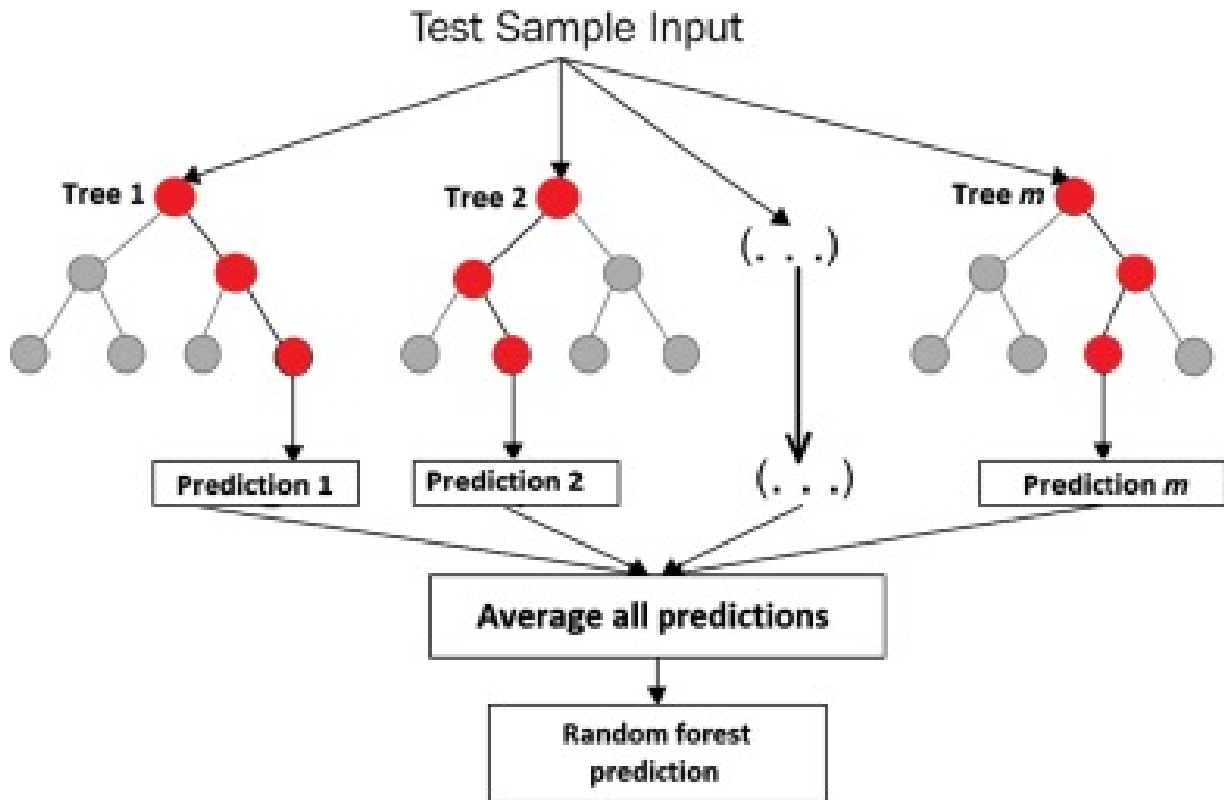 Test Sample Input
Tree 1
Tree 2
(. . .)
Tree m
Prediction 1
Prediction 2
(. . .)
Prediction m
Average all predictions
Random forest
prediction